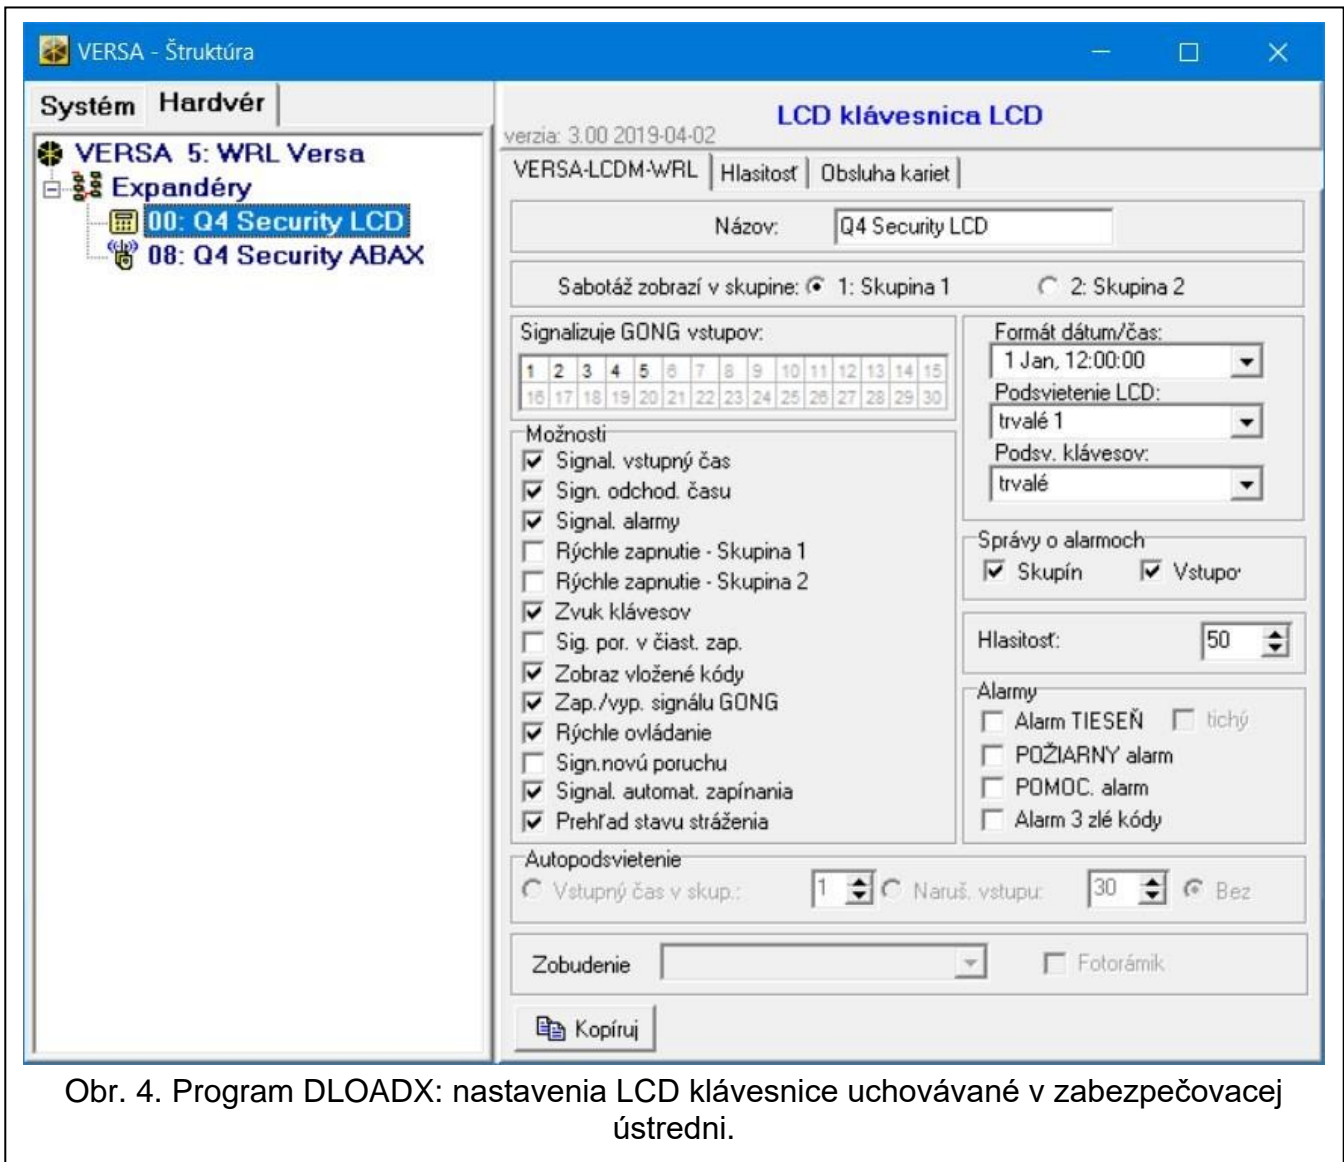 VERSA - Štruktúra
Systém Hardvér
VERSA 5: WRL Versa
Expandéry
00: Q4 Security LCD
08: Q4 Security ABAX
LCD klávesnica LCD
verzia: 3.00 2019-04-02
VERSA-LCDM-WRL Hlasitosť Obsluha kariet
Názov: Q4 Security LCD
Sabotáž zobrazí v skupine: 1: Skupina 1 2: Skupina 2
Signalizuje GONG vstupov:
1 2 3 4 5 6 7 8 9 10 11 12 13 14 15
16 17 18 19 20 21 22 23 24 25 26 27 28 29 30
Možnosti
Signal. vstupný čas
Sign. odchod. času
Signal. alarmy
Rýchle zapnutie - Skupina 1
Rýchle zapnutie - Skupina 2
Zvuk klávesov
Sig. por. v čiast. zap.
Zobraz vložené kódy
Zap./vyp. signálu GONG
Rýchle ovládanie
Sign.novú poruchu
Signal. automat. zapínania
Prehľad stavu stráženia
Formát dátum/čas:
1 Jan, 12:00:00
Podsvietenie LCD:
trvalé 1
Podsv. klávesov:
trvalé
Správy o alarmoch
Skupín Vstupo
Hlasitosť: 50
Alarmy
Alarm TIESEŇ tichý
POŽIARNY alarm
POMOC. alarm
Alarm 3 zlé kódy
Autopodsvietenie
Vstupný čas v skup.: 1 Naruš. vstupu: 30 Bez
Zobudenie Fotorámik
Kopíruj
Obr. 4. Program DLOADX: nastavenia LCD klávesnice uchovávané v zabezpečovacej
ústredni.